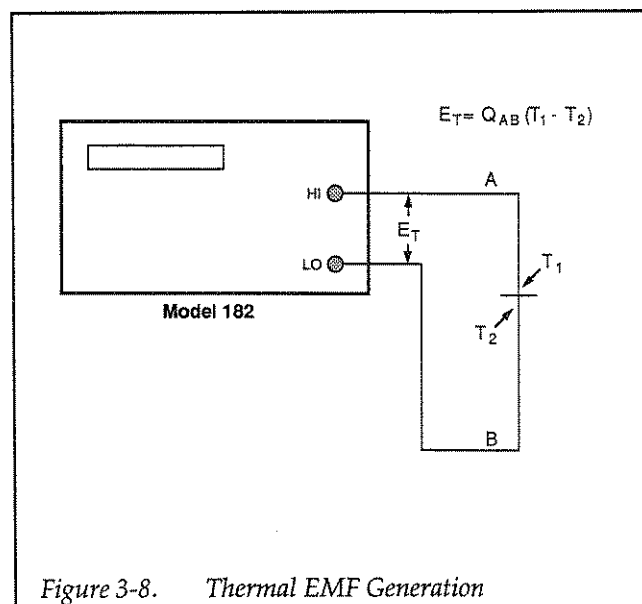 E_T = Q_AB (T_1 - T_2)
A
HI
E_T
LO
T_1
Model 182
T_2
B
Figure 3-8. Thermal EMF Generation